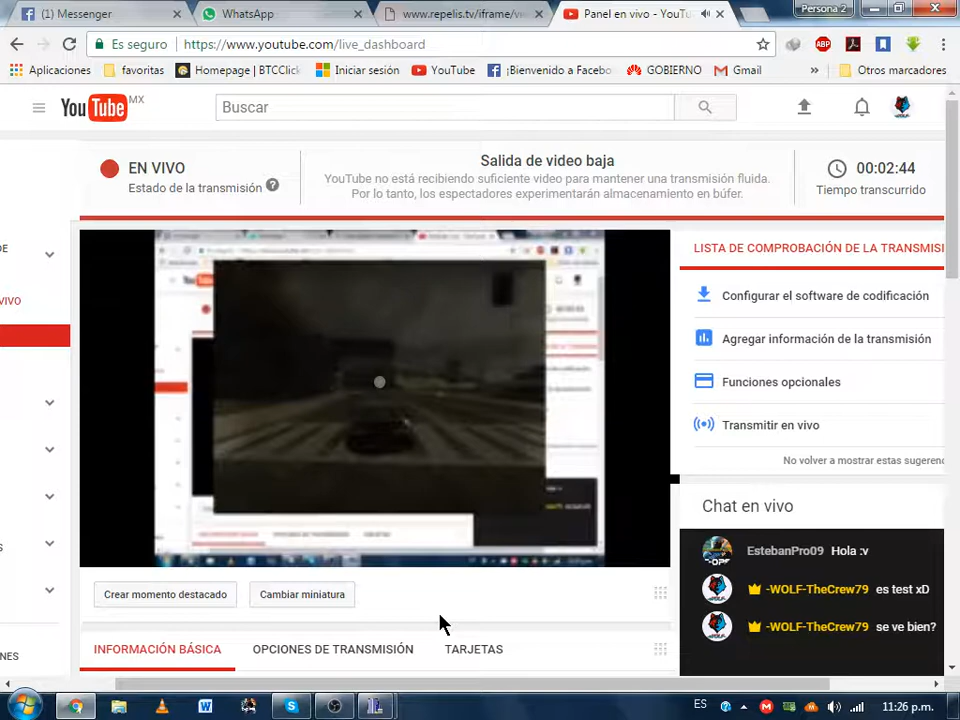 (1) Messenger
WhatsApp
www.repelis.tv/iframe/v
Panel en vivo - YouTu
Persona 2
Es seguro
https://www.youtube.com/live_dashboard
ABP
Aplicaciones
favoritas
Homepage | BTCClick
Iniciar sesión
YouTube
¡Bienvenido a Facebo
GOBIERNO
Gmail
»
Otros marcadores
YouTube MX
Buscar
EN VIVO
Estado de la transmisión ?
Salida de video baja
YouTube no está recibiendo suficiente video para mantener una transmisión fluida.
Por lo tanto, los espectadores experimentarán almacenamiento en búfer.
00:02:44
Tiempo transcurrido
DE
VIVO
S
NES
LISTA DE COMPROBACIÓN DE LA TRANSMISI
Configurar el software de codificación
Agregar información de la transmisión
Funciones opcionales
Transmitir en vivo
No volver a mostrar estas sugeren
Chat en vivo
EstebanPro09 Hola :v
-WOLF-TheCrew79 es test xD
-WOLF-TheCrew79 se ve bien?
Crear momento destacado
Cambiar miniatura
INFORMACIÓN BÁSICA
OPCIONES DE TRANSMISIÓN
TARJETAS
ES
11:26 p.m.